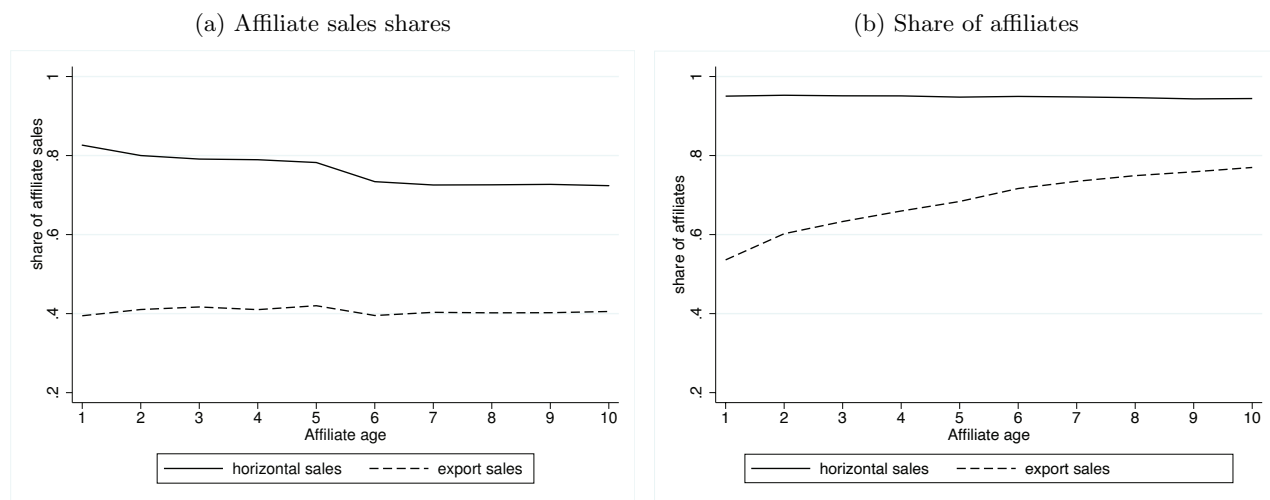 (a) Affiliate sales shares
share of affiliate sales
1
.8
.6
.4
.2
1 2 3 4 5 6 7 8 9 10
Affiliate age
horizontal sales export sales
(b) Share of affiliates
share of affiliates
1
.8
.6
.4
.2
1 2 3 4 5 6 7 8 9 10
Affiliate age
horizontal sales export sales